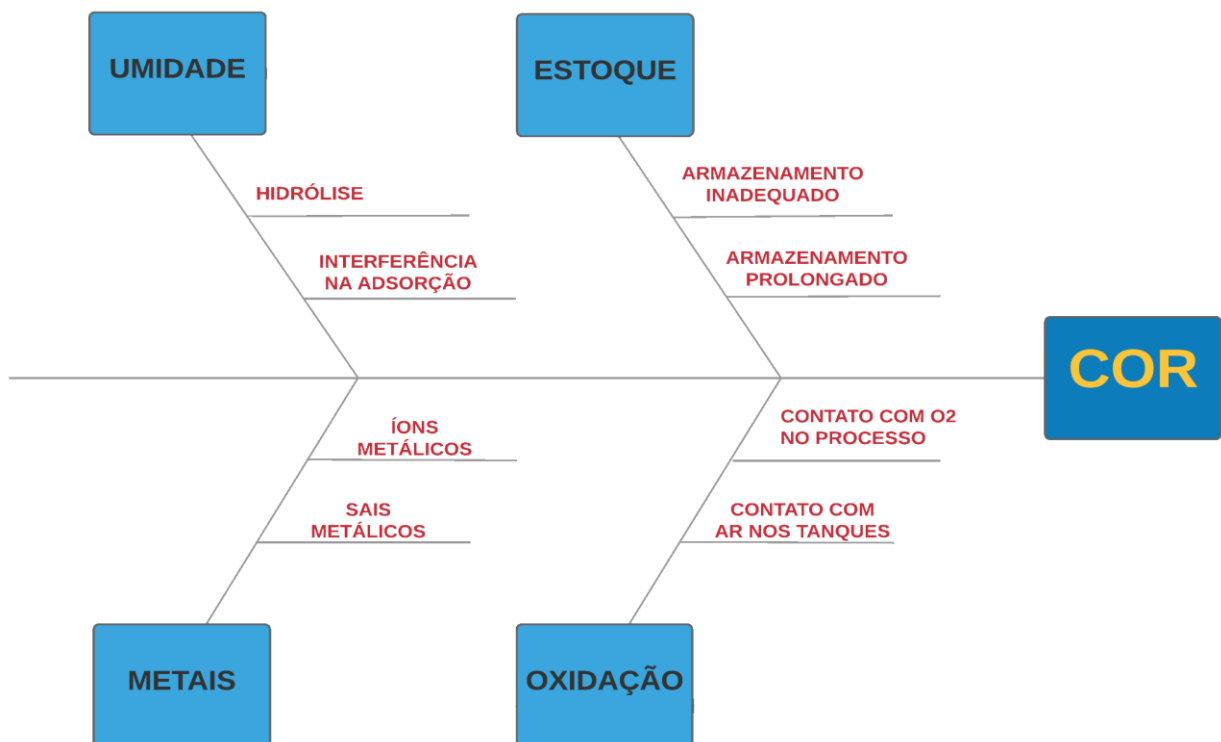 UMIDADE
ESTOQUE
HIDRÓLISE
INTERFERÊNCIA
NA ADSORÇÃO
ARMAZENAMENTO
INADEQUADO
ARMAZENAMENTO
PROLONGADO
COR
ÍONS
METÁLICOS
SAIS
METÁLICOS
CONTATO COM O2
NO PROCESSO
CONTATO COM
AR NOS TANQUES
METAIS
OXIDAÇÃO